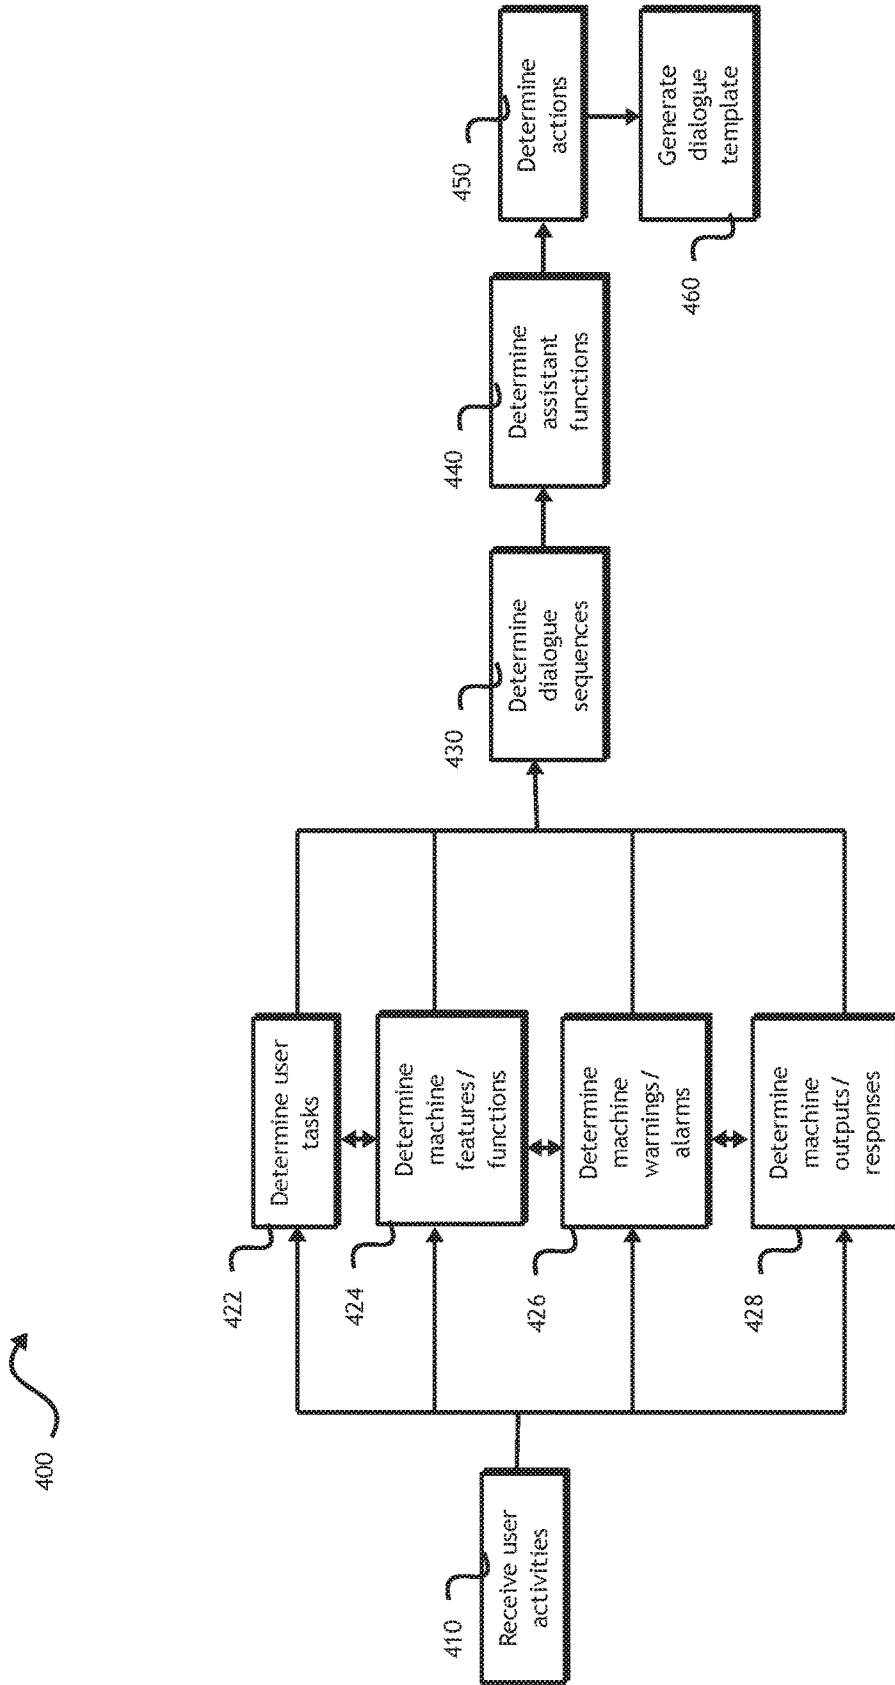 400
410
Receive user
activities
422
Determine user
tasks
424
Determine
machine
features/
functions
426
Determine
machine
warnings/
alarms
428
Determine
machine
outputs/
responses
430
Determine
dialogue
sequences
440
Determine
assistant
functions
450
Determine
actions
460
Generate
dialogue
template